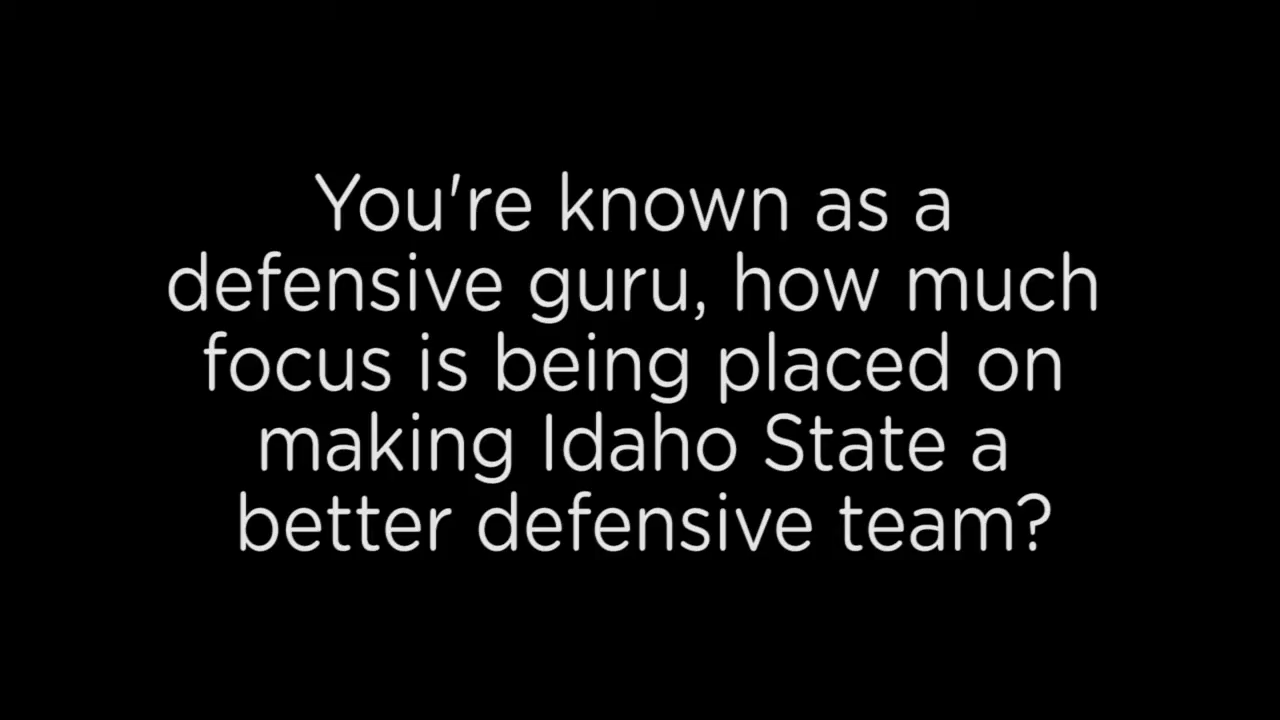 You're known as a
defensive guru, how much
focus is being placed on
making Idaho State a
better defensive team?